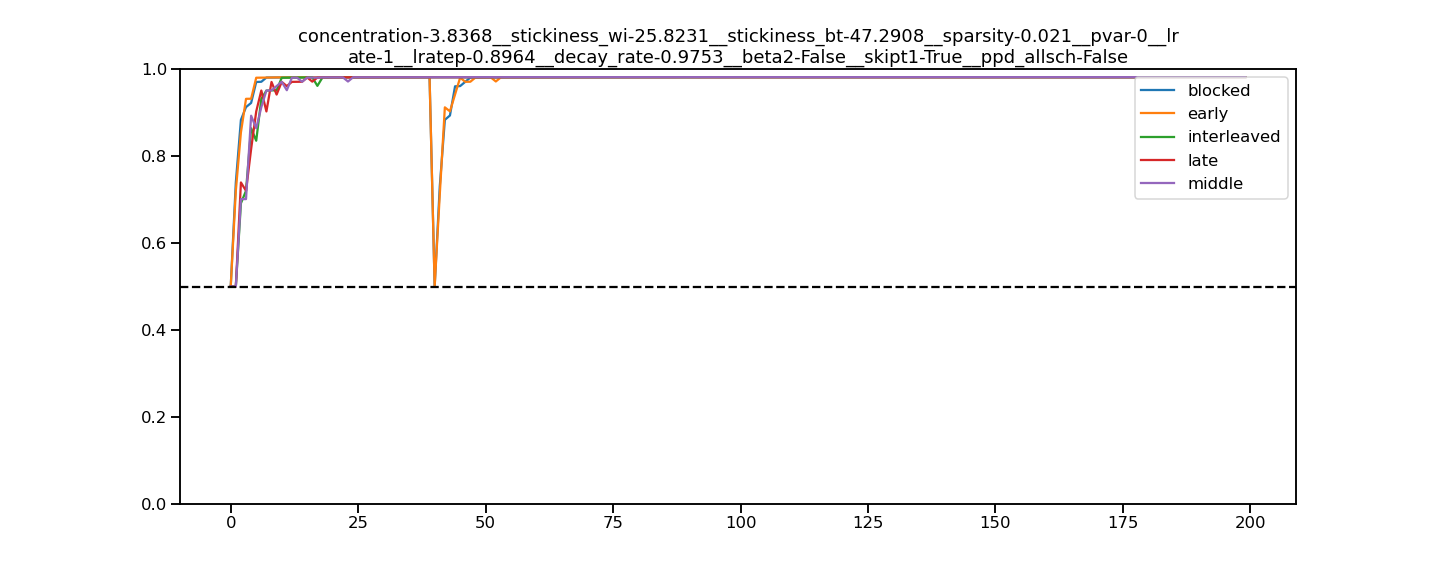 concentration-3.8368__stickiness_wi-25.8231__stickiness_bt-47.2908__sparsity-0.021__pvar-0__lr
ate-1__lratep-0.8964__decay_rate-0.9753__beta2-False__skipt1-True__ppd_allsch-False
1.0
0.8
0.6
0.4
0.2
0.0
blocked
early
interleaved
late
middle
0 25 50 75 100 125 150 175 200